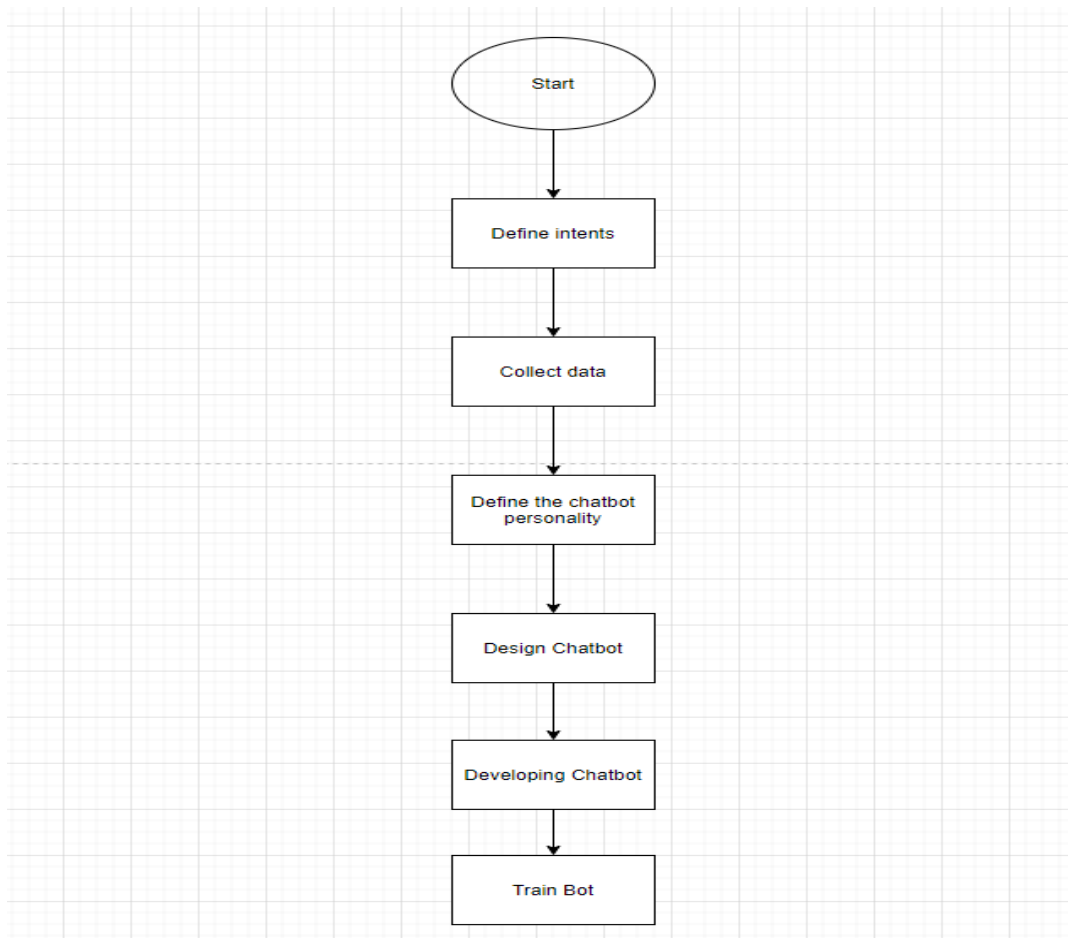 Start
Define intents
Collect data
Define the chatbot
personality
Design Chatbot
Developing Chatbot
Train Bot